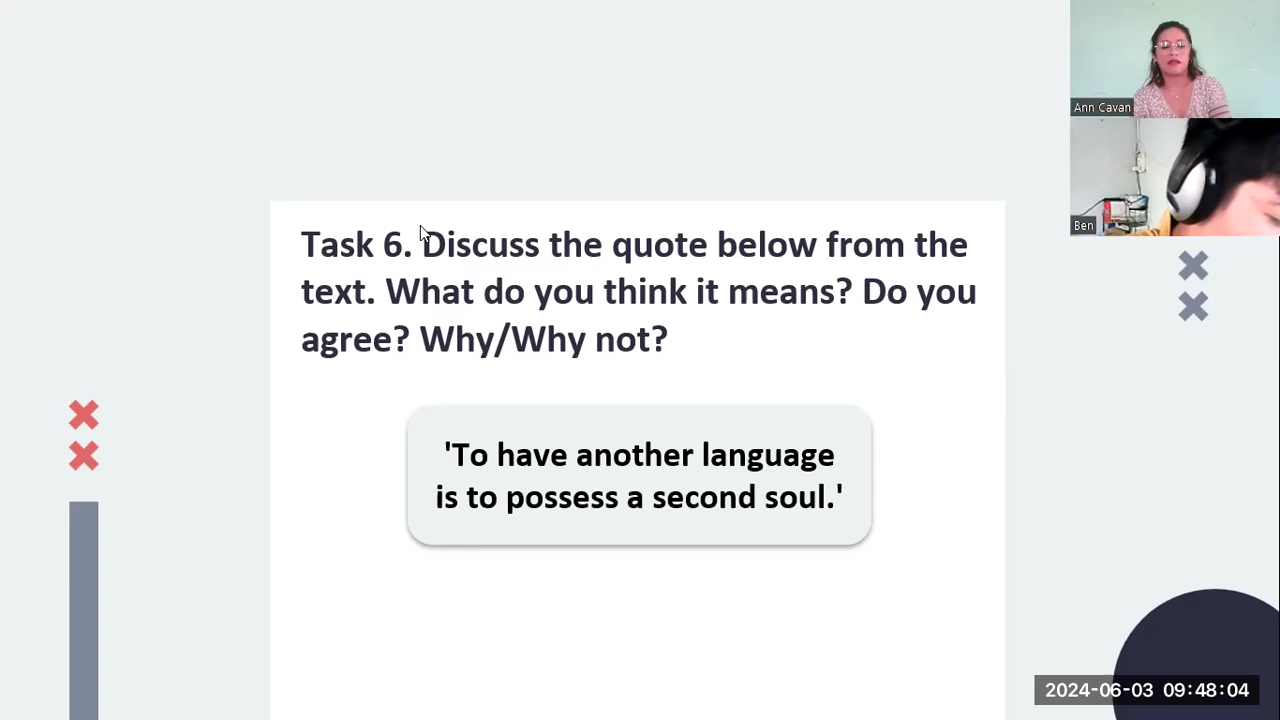 Ann Cavan
Ben
Task 6. Discuss the quote below from the
text. What do you think it means? Do you
agree? Why/Why not?
'To have another language
is to possess a second soul.'
2024-06-03 09:48:04